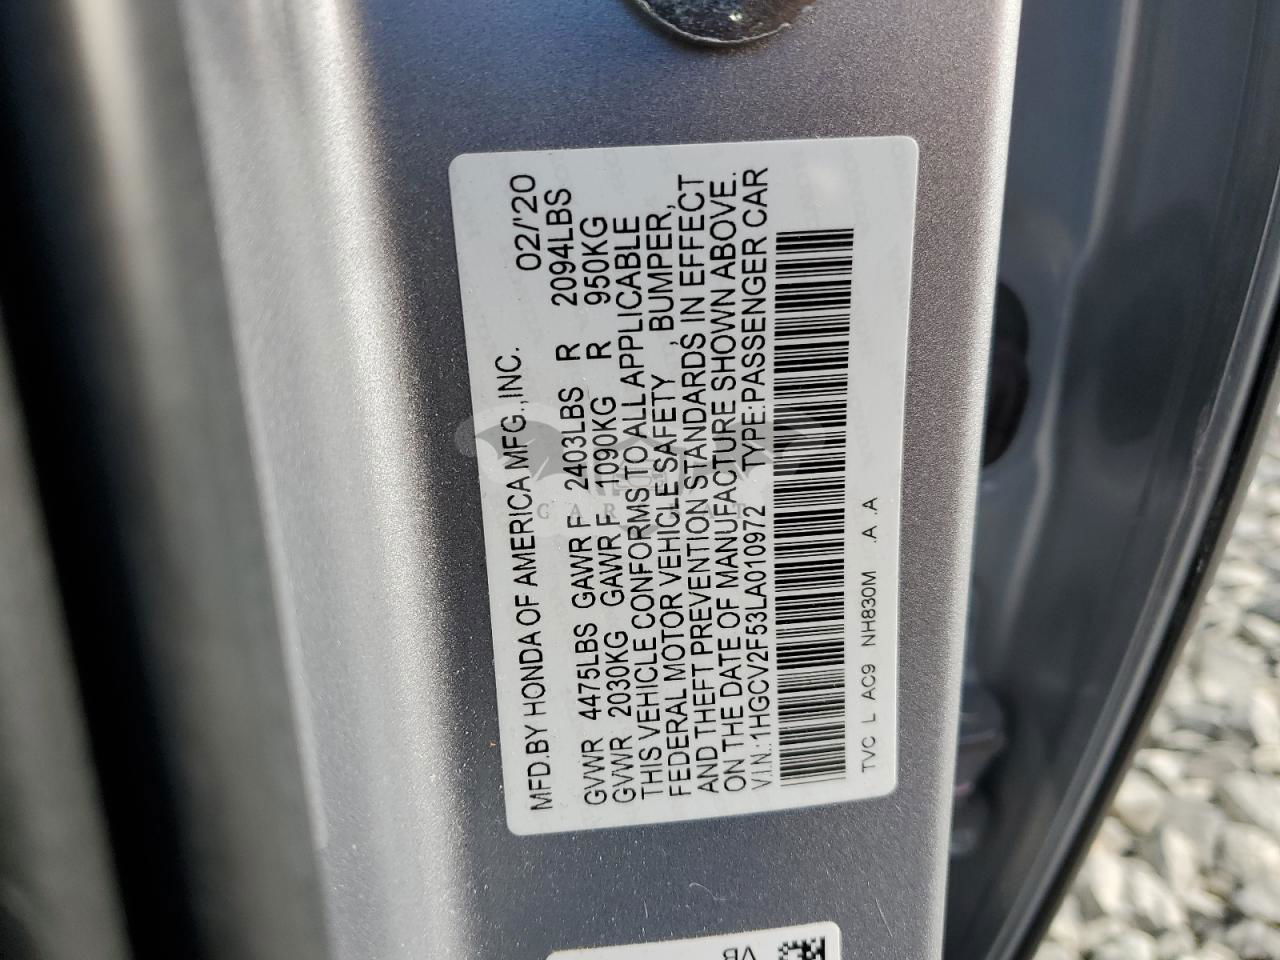 MFD.BY HONDA OF AMERICA MFG.,INC. 02/'20
GVWR 4475LBS GAWR F 2403LBS R 2094LBS
GVWR 2030KG GAWR F 1090KG R 950KG
THIS VEHICLE CONFORMS TO ALL APPLICABLE
FEDERAL MOTOR VEHICLE SAFETY , BUMPER,
AND THEFT PREVENTION STANDARDS IN EFFECT
ON THE DATE OF MANUFACTURE SHOWN ABOVE.
V.I.N.:1HGCV2F53LA010972 TYPE:PASSENGER CAR
TVC L AC9 NH830M .A .A